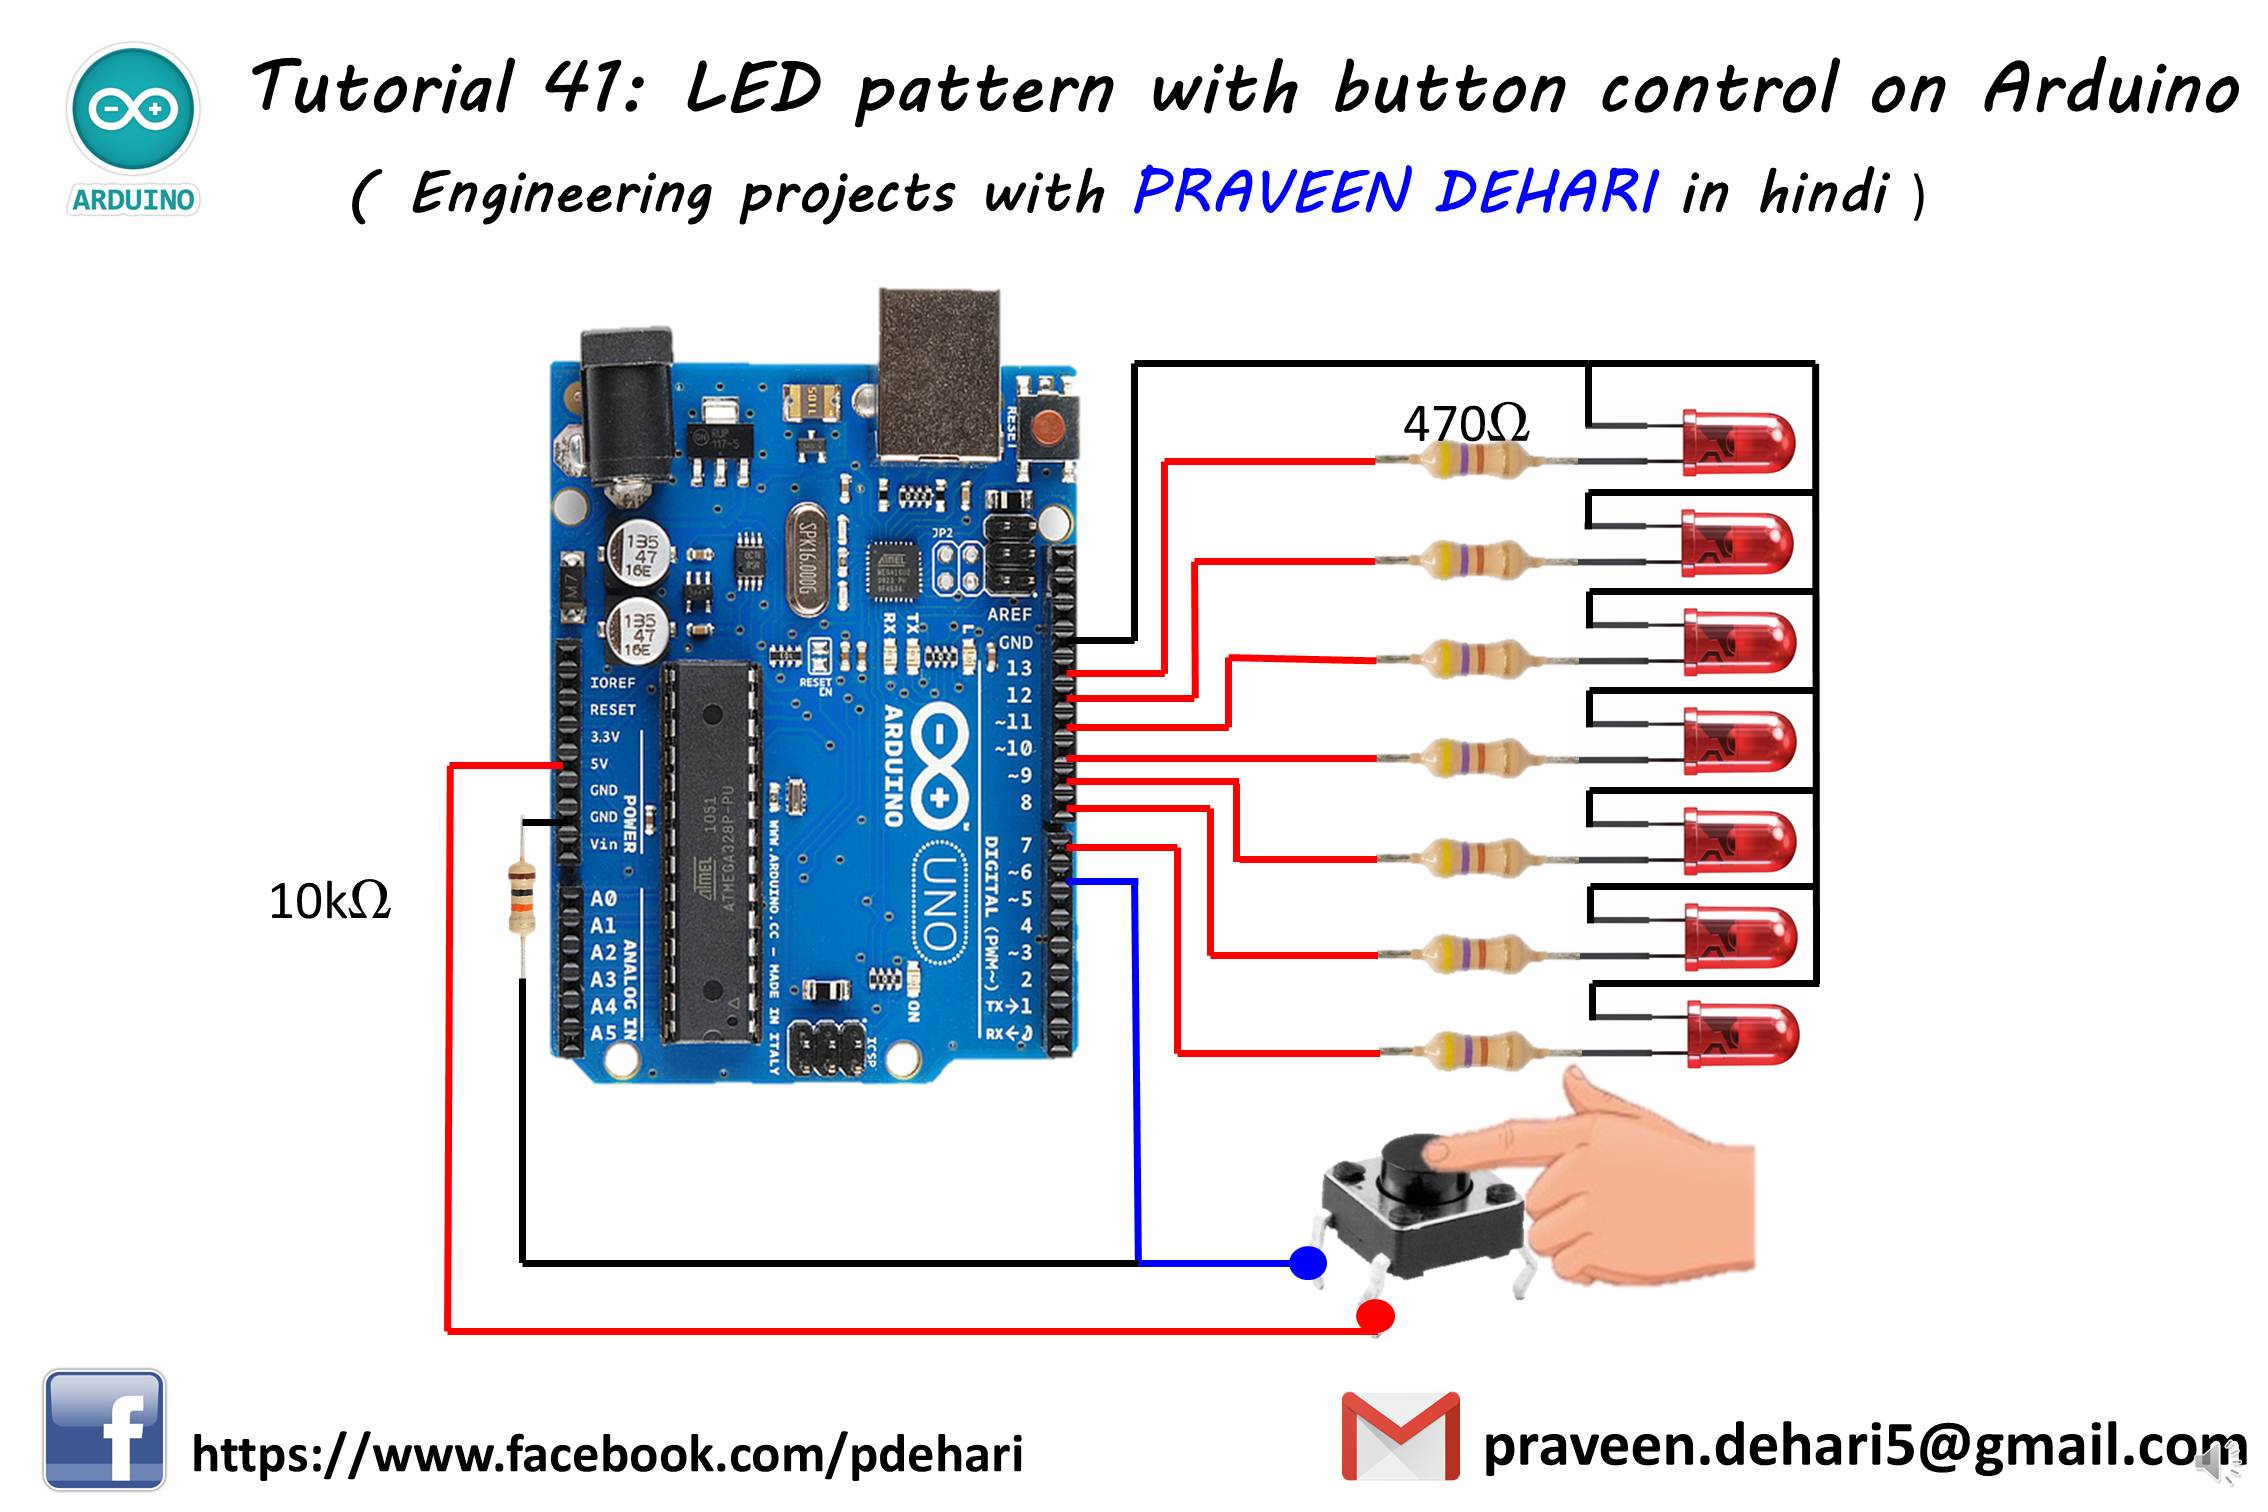 Tutorial 41: LED pattern with button control on Arduino
ARDUINO
( Engineering projects with PRAVEEN DEHARI in hindi )
470Ω
RESET
JP2
AREF
GND
13
12
~11
~10
~9
8
7
~6
~5
4
~3
2
TX→1
RX←0
DIGITAL (PWM~)
RX
TX
L
RESET EN
135
47
16E
135
47
16E
M7
SPK16.000G
ATMEL
IOREF
RESET
3.3V
5V
GND
GND
Vin
POWER
A0
A1
A2
A3
A4
A5
ANALOG IN
ATMEL 1051
ATMEGA328P-PU
WWW.ARDUINO.CC – MADE IN ITALY
ARDUINO
UNO
ON
ICSP
10kΩ
https://www.facebook.com/pdehari
praveen.dehari5@gmail.com